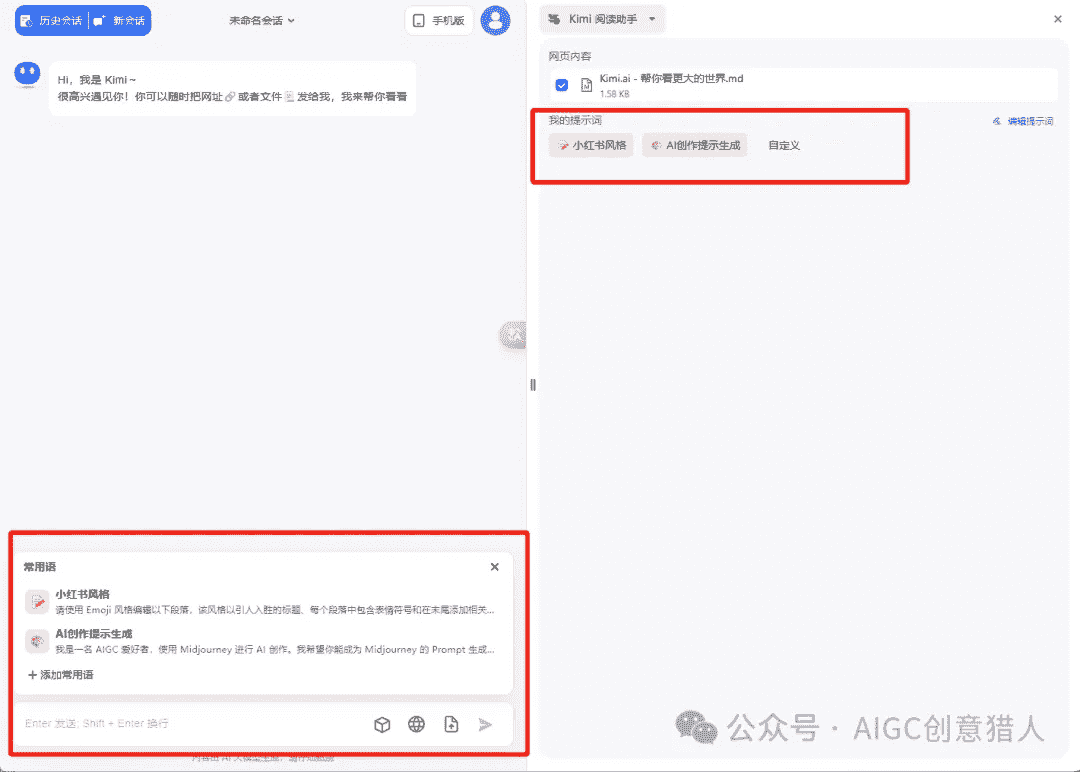 历史会话
新会话
未命名会话
手机版
Hi，我是 Kimi ~
很高兴遇见你！你可以随时把网址🔗或者文件📃发给我，我来帮你看看
常用语
小红书风格
请使用 Emoji 风格编辑以下段落，该风格以引人入胜的标题、每个段落中包含表情符号和在末尾添加相关...
AI创作提示生成
我是一名 AIGC 爱好者，使用 Midjourney 进行 AI 创作。我希望你能成为 Midjourney 的 Prompt 生成...
+ 添加常用语
Enter 发送; Shift + Enter 换行
Kimi 阅读助手
网页内容
Kimi.ai - 帮你看更大的世界.md
1.58 KB
我的提示词
编辑提示词
小红书风格 AI创作提示生成 自定义
公众号 · AIGC创意猎人